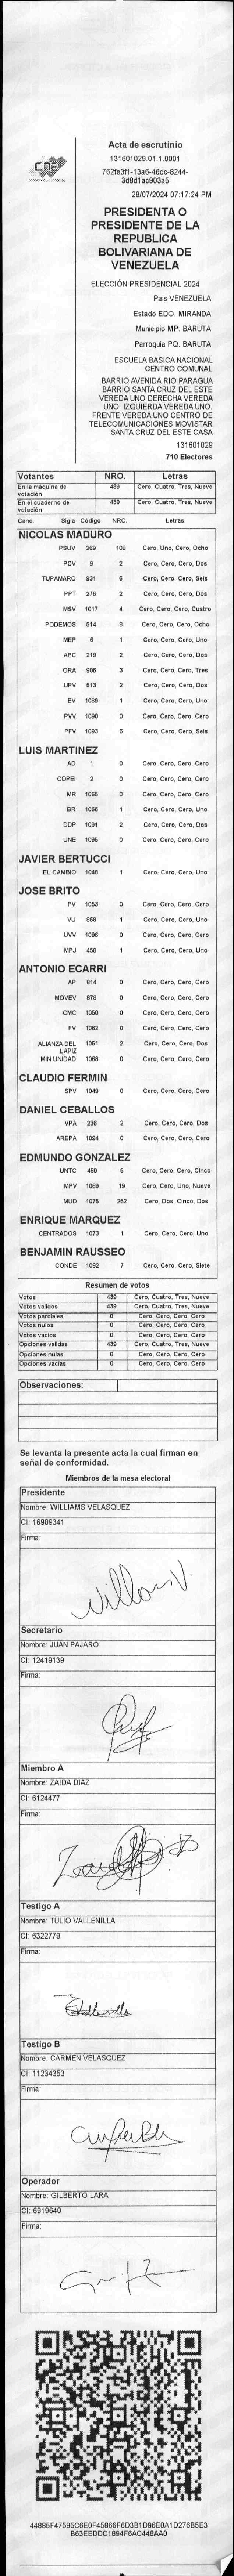 CNE
Acta de escrutinio
131601029.01.1.0001
762fe3f1-13a6-46dc-8244-
3d8d1ac903a5
28/07/2024 07:17:24 PM
PRESIDENTA O
PRESIDENTE DE LA
REPUBLICA
BOLIVARIANA DE
VENEZUELA
ELECCIÓN PRESIDENCIAL 2024
Pais VENEZUELA
Estado EDO. MIRANDA
Municipio MP. BARUTA
Parroquia PQ. BARUTA
ESCUELA BASICA NACIONAL
CENTRO COMUNAL
BARRIO AVENIDA RIO PARAGUA
BARRIO SANTA CRUZ DEL ESTE
VEREDA UNO DERECHA VEREDA
UNO. IZQUIERDA VEREDA UNO.
FRENTE VEREDA UNO CENTRO DE
TELECOMUNICACIONES MOVISTAR
SANTA CRUZ DEL ESTE CASA
131601029
710 Electores
Votantes NRO. Letras
En la máquina de votación 439 Cero, Cuatro, Tres, Nueve
En el cuaderno de votación 439 Cero, Cuatro, Tres, Nueve
Cand. Sigla Código NRO. Letras
NICOLAS MADURO
PSUV 269 108 Cero, Uno, Cero, Ocho
PCV 9 2 Cero, Cero, Cero, Dos
TUPAMARO 931 6 Cero, Cero, Cero, Seis
PPT 276 2 Cero, Cero, Cero, Dos
MSV 1017 4 Cero, Cero, Cero, Cuatro
PODEMOS 514 8 Cero, Cero, Cero, Ocho
MEP 6 1 Cero, Cero, Cero, Uno
APC 219 2 Cero, Cero, Cero, Dos
ORA 906 3 Cero, Cero, Cero, Tres
UPV 513 2 Cero, Cero, Cero, Dos
EV 1089 1 Cero, Cero, Cero, Uno
PVV 1090 0 Cero, Cero, Cero, Cero
PFV 1093 6 Cero, Cero, Cero, Seis
LUIS MARTINEZ
AD 1 0 Cero, Cero, Cero, Cero
COPEI 2 0 Cero, Cero, Cero, Cero
MR 1065 0 Cero, Cero, Cero, Cero
BR 1066 1 Cero, Cero, Cero, Uno
DDP 1091 2 Cero, Cero, Cero, Dos
UNE 1095 0 Cero, Cero, Cero, Cero
JAVIER BERTUCCI
EL CAMBIO 1048 1 Cero, Cero, Cero, Uno
JOSE BRITO
PV 1053 0 Cero, Cero, Cero, Cero
VU 888 1 Cero, Cero, Cero, Uno
UVV 1096 0 Cero, Cero, Cero, Cero
MPJ 458 1 Cero, Cero, Cero, Uno
ANTONIO ECARRI
AP 914 0 Cero, Cero, Cero, Cero
MOVEV 878 0 Cero, Cero, Cero, Cero
CMC 1050 0 Cero, Cero, Cero, Cero
FV 1062 0 Cero, Cero, Cero, Cero
ALIANZA DEL LAPIZ 1051 2 Cero, Cero, Cero, Dos
MIN UNIDAD 1068 0 Cero, Cero, Cero, Cero
CLAUDIO FERMIN
SPV 1049 0 Cero, Cero, Cero, Cero
DANIEL CEBALLOS
VPA 236 2 Cero, Cero, Cero, Dos
AREPA 1094 0 Cero, Cero, Cero, Cero
EDMUNDO GONZALEZ
UNTC 460 5 Cero, Cero, Cero, Cinco
MPV 1069 19 Cero, Cero, Uno, Nueve
MUD 1075 252 Cero, Dos, Cinco, Dos
ENRIQUE MARQUEZ
CENTRADOS 1073 1 Cero, Cero, Cero, Uno
BENJAMIN RAUSSEO
CONDE 1092 7 Cero, Cero, Cero, Siete
Resumen de votos
Votos 439 Cero, Cuatro, Tres, Nueve
Votos validos 439 Cero, Cuatro, Tres, Nueve
Votos parciales 0 Cero, Cero, Cero, Cero
Votos nulos 0 Cero, Cero, Cero, Cero
Votos vacios 0 Cero, Cero, Cero, Cero
Opciones validas 439 Cero, Cuatro, Tres, Nueve
Opciones nulas 0 Cero, Cero, Cero, Cero
Opciones vacias 0 Cero, Cero, Cero, Cero
Observaciones:
Se levanta la presente acta la cual firman en
señal de conformidad.
Miembros de la mesa electoral
Presidente
Nombre: WILLIAMS VELASQUEZ
CI: 16909341
Firma:
Secretario
Nombre: JUAN PAJARO
CI: 12419139
Firma:
Miembro A
Nombre: ZAIDA DIAZ
CI: 6124477
Firma:
Testigo A
Nombre: TULIO VALLENILLA
CI: 6322779
Firma:
Testigo B
Nombre: CARMEN VELASQUEZ
CI: 11234353
Firma:
Operador
Nombre: GILBERTO LARA
CI: 6919640
Firma:
44885F47595C6E0F45866F6D3B1D96E0A1D276B5E3
B63EEDDC1894F6AC448AA0